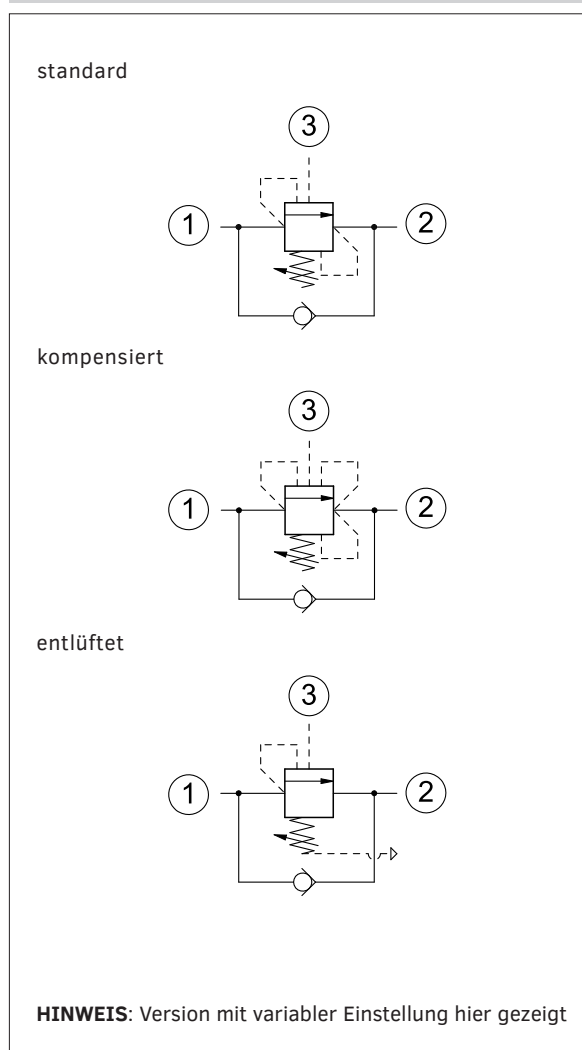 standard
3
1
2
kompensiert
3
1
2
entlüftet
3
1
2
HINWEIS: Version mit variabler Einstellung hier gezeigt